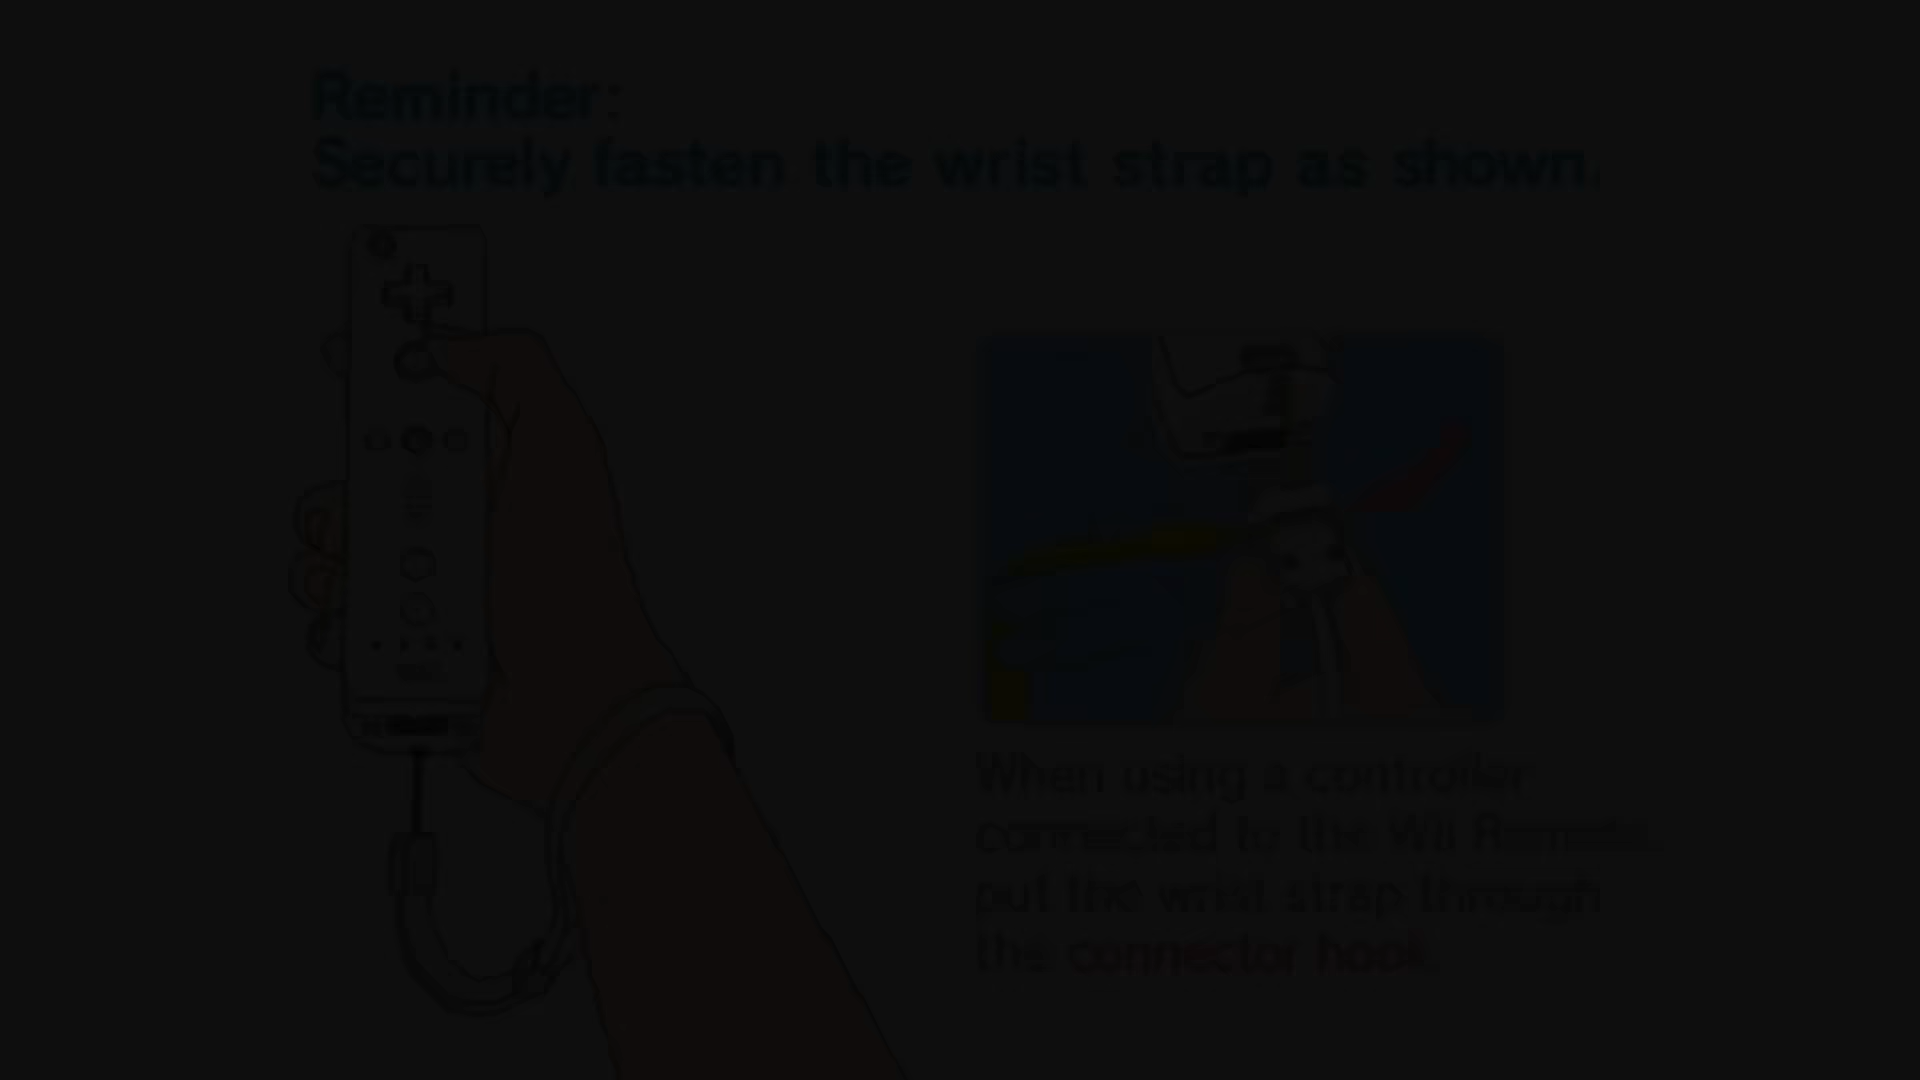 Reminder:
Securely fasten the wrist strap as shown.
When using a controller
connected to the Wii Remote,
put the wrist strap through
the connector hook.